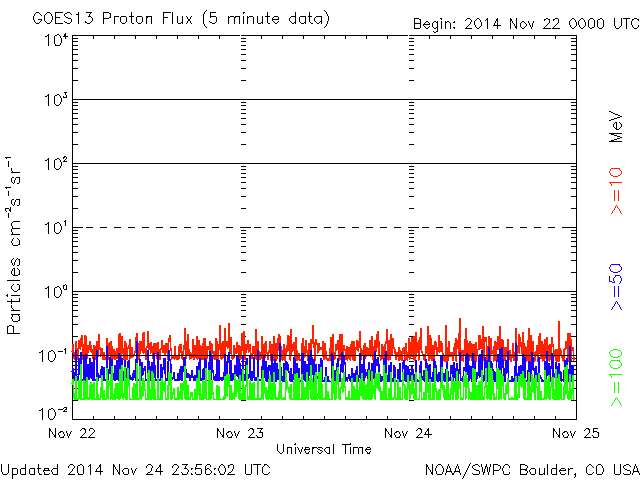 GOES13 Proton Flux (5 minute data)
Begin: 2014 Nov 22 0000 UTC
Particles cm⁻²s⁻¹sr⁻¹
10⁴
10³
10²
10¹
10⁰
10⁻¹
10⁻²
Nov 22
Nov 23
Nov 24
Nov 25
Universal Time
MeV
>=10
>=50
>=100
Updated 2014 Nov 24 23:56:02 UTC
NOAA/SWPC Boulder, CO USA